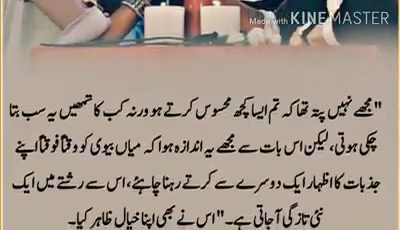 Made with KINEMASTER
"مجھے نہیں پتہ تھا کہ تم ایسا کچھ محسوس کرتے ہو ورنہ کب کا تمھیں یہ سب بتا
چکی ہوتی، لیکن اس بات سے مجھے یہ اندازہ ہوا کہ میاں بیوی کو وقتاً فوقتاً اپنے
جذبات کا اظہار ایک دوسرے سے کرتے رہنا چاہئے، اس سے رشتے میں ایک
نئی تازگی آجاتی ہے۔" اس نے بھی اپنا خیال ظاہر کیا۔